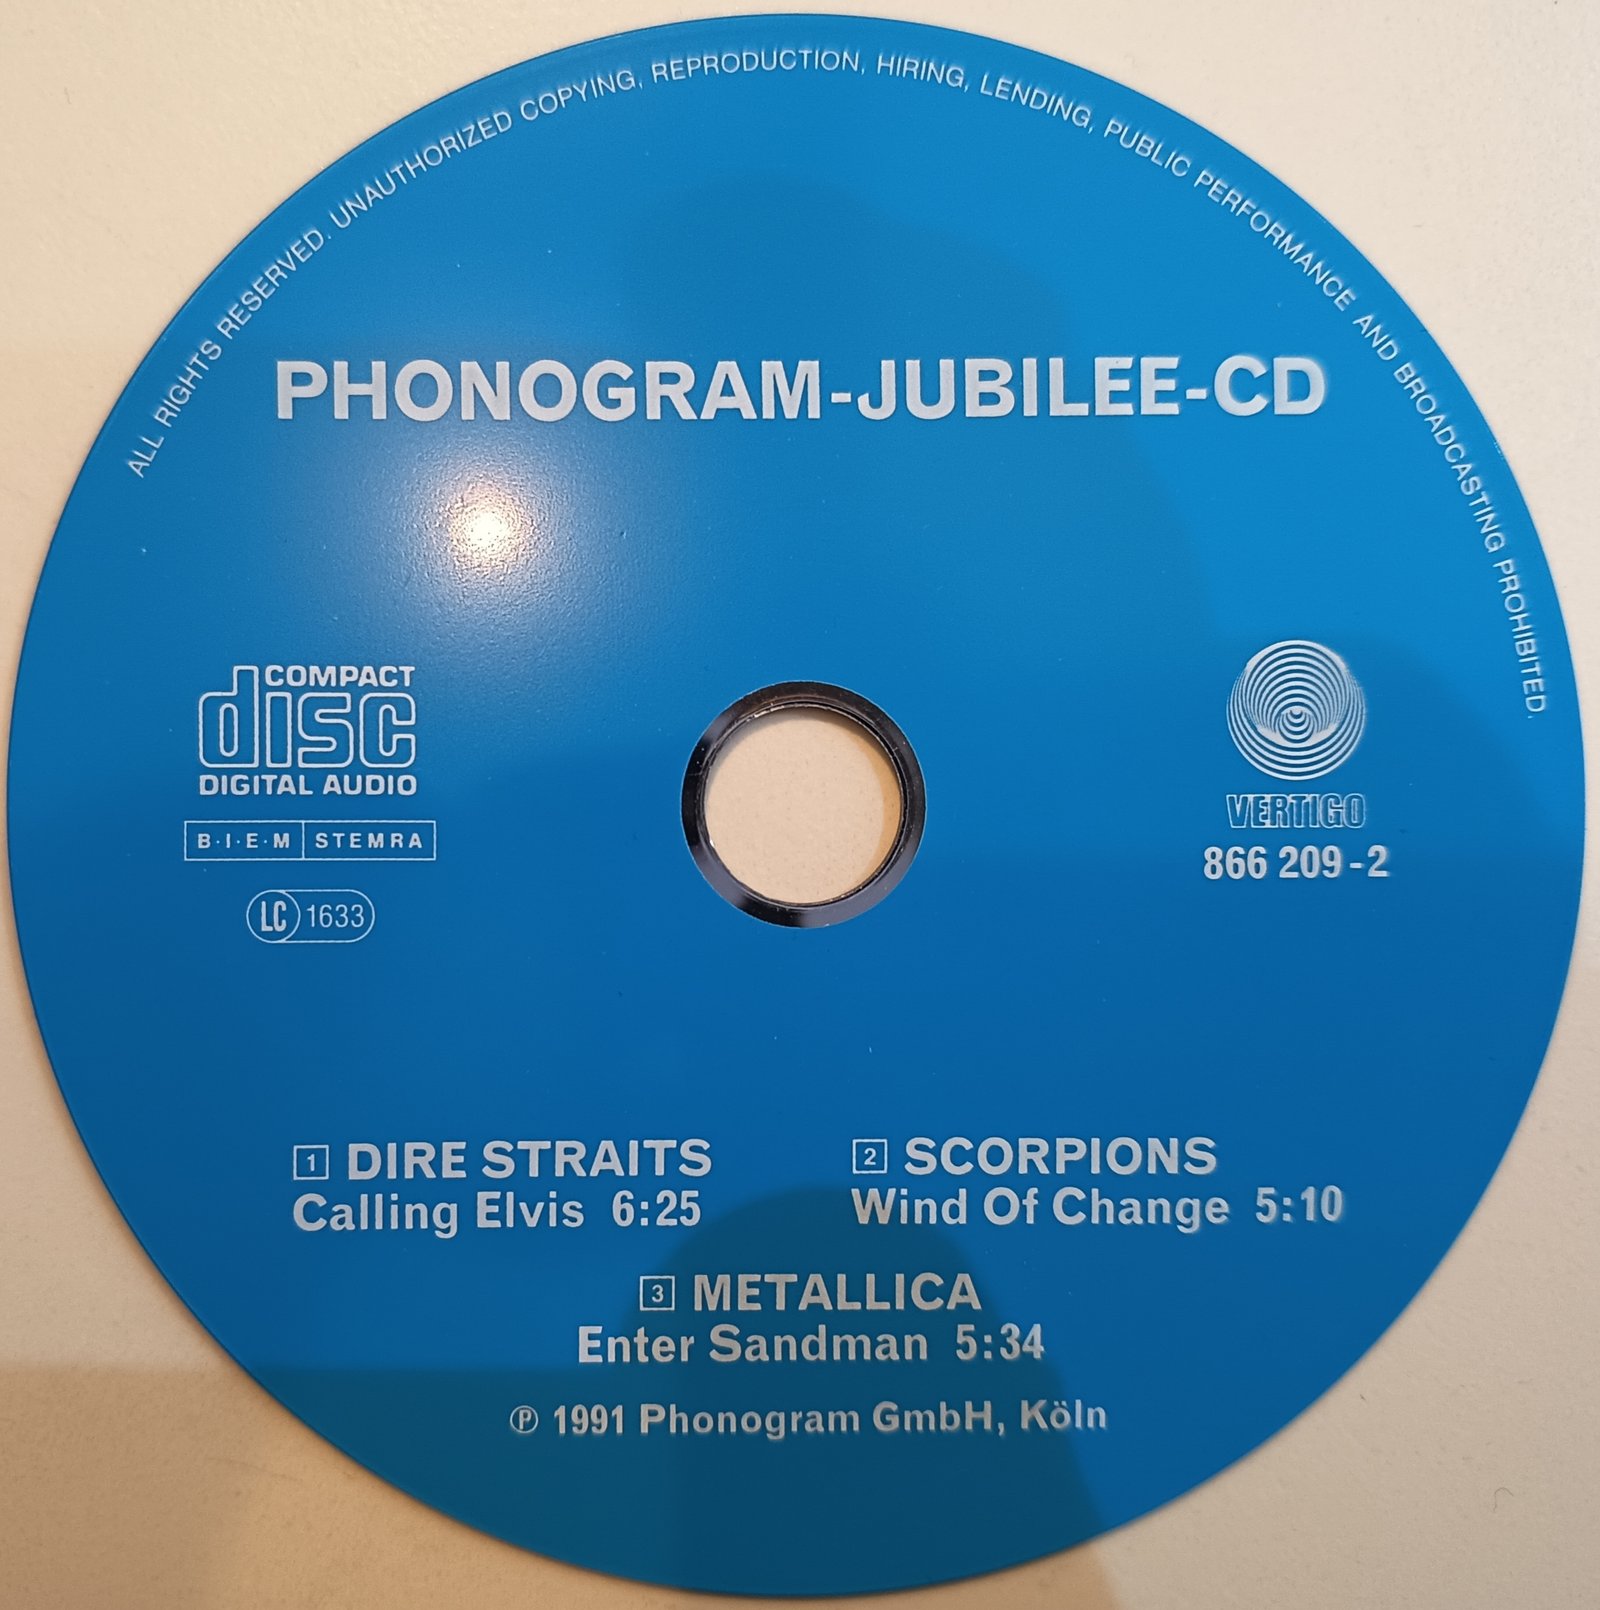 ALL RIGHTS RESERVED. UNAUTHORIZED COPYING, REPRODUCTION, HIRING, LENDING, PUBLIC PERFORMANCE AND BROADCASTING PROHIBITED.
PHONOGRAM-JUBILEE-CD
COMPACT
disc
DIGITAL AUDIO
B·I·E·M STEMRA
LC 1633
VERTIGO
866 209-2
1 DIRE STRAITS
Calling Elvis 6:25
2 SCORPIONS
Wind Of Change 5:10
3 METALLICA
Enter Sandman 5:34
℗ 1991 Phonogram GmbH, Köln